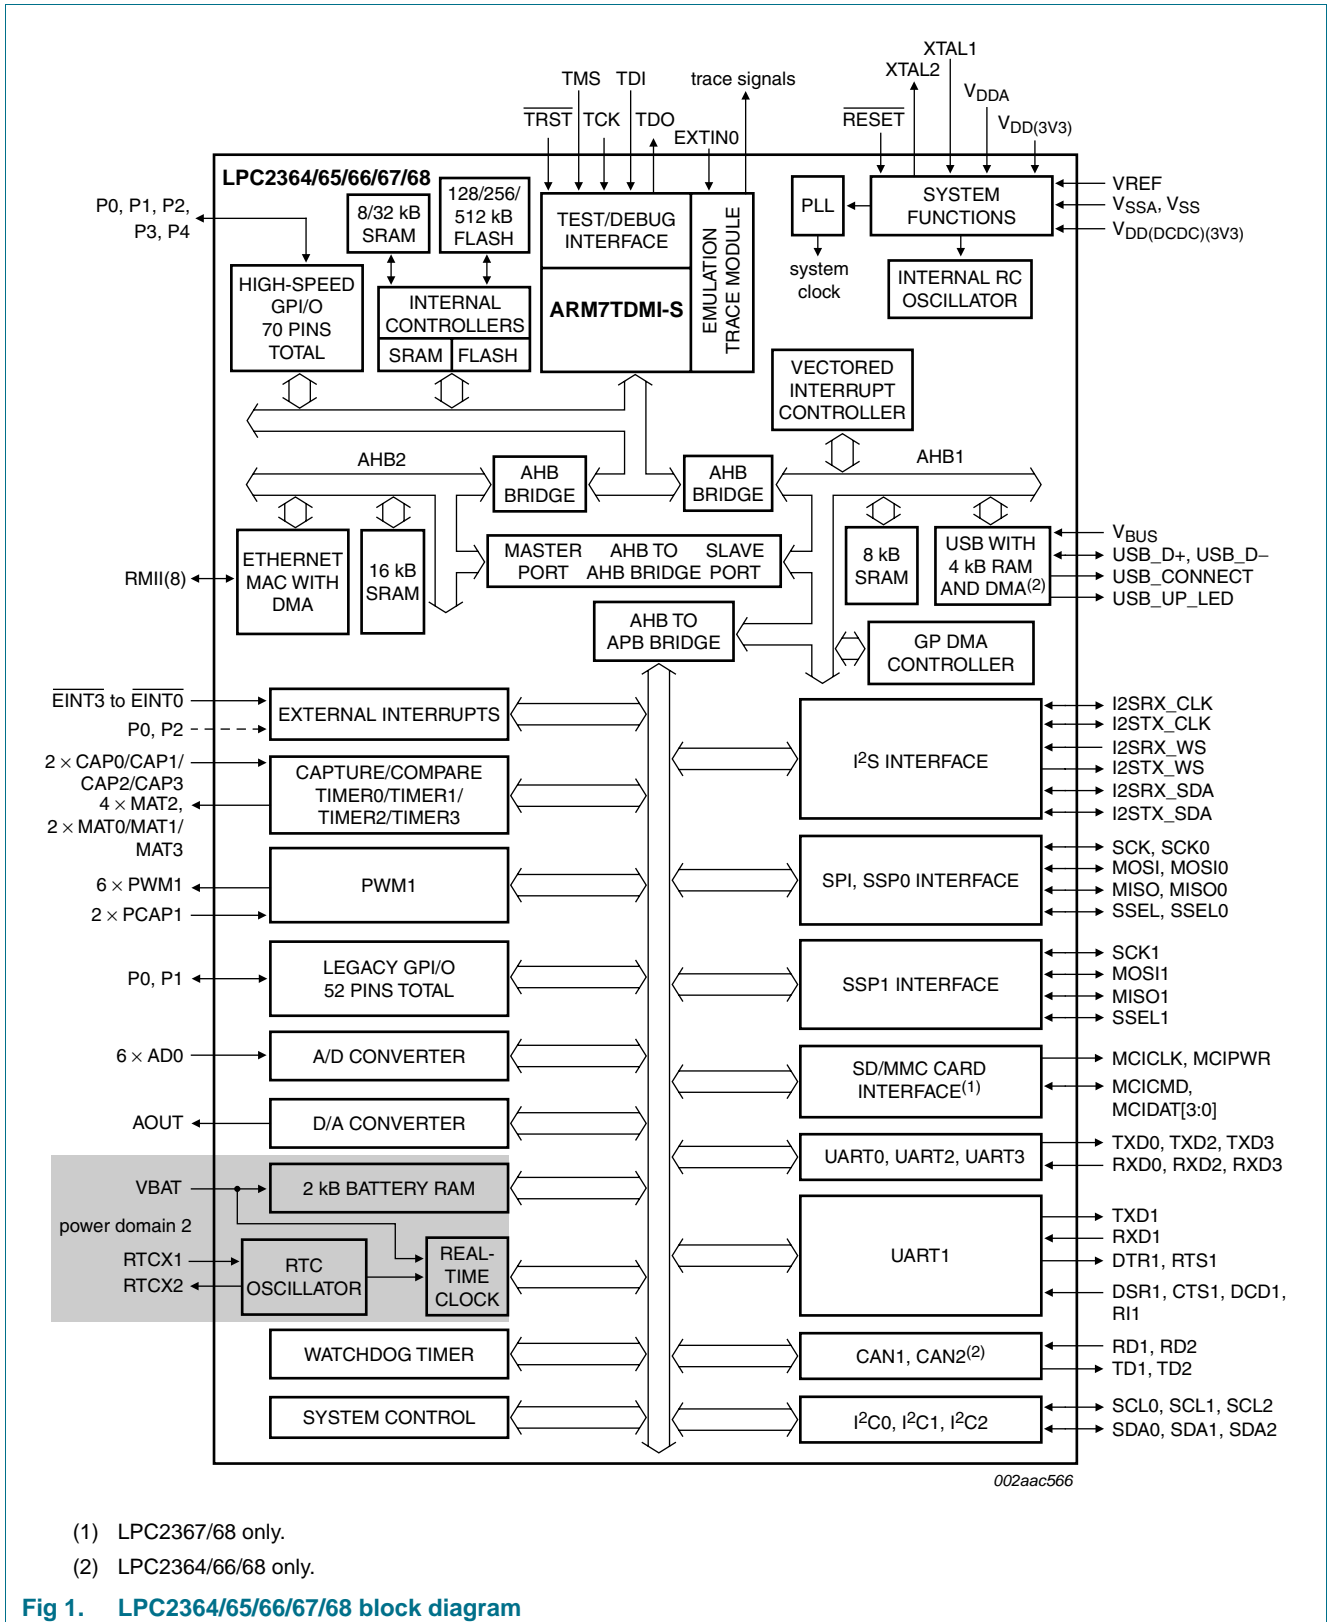 XTAL1
XTAL2
TMS TDI
trace signals
VDDA
TRST TCK TDO
RESET
VDD(3V3)
EXTIN0
LPC2364/65/66/67/68
P0, P1, P2,
P3, P4
8/32 kB
SRAM
128/256/
512 kB
FLASH
TEST/DEBUG
INTERFACE
EMULATION
TRACE MODULE
PLL
SYSTEM
FUNCTIONS
VREF
VSSA, VSS
VDD(DCDC)(3V3)
system
clock
HIGH-SPEED
GPI/O
70 PINS
TOTAL
INTERNAL
CONTROLLERS
SRAM FLASH
ARM7TDMI-S
INTERNAL RC
OSCILLATOR
VECTORED
INTERRUPT
CONTROLLER
AHB2
AHB
BRIDGE
AHB
BRIDGE
AHB1
ETHERNET
MAC WITH
DMA
16 kB
SRAM
MASTER AHB TO SLAVE
PORT AHB BRIDGE PORT
8 kB
SRAM
USB WITH
4 kB RAM
AND DMA(2)
VBUS
USB_D+, USB_D−
USB_CONNECT
USB_UP_LED
RMII(8)
AHB TO
APB BRIDGE
GP DMA
CONTROLLER
EINT3 to EINT0
P0, P2
EXTERNAL INTERRUPTS
2 × CAP0/CAP1/
CAP2/CAP3
4 × MAT2,
2 × MAT0/MAT1/
MAT3
CAPTURE/COMPARE
TIMER0/TIMER1/
TIMER2/TIMER3
I2S INTERFACE
I2SRX_CLK
I2STX_CLK
I2SRX_WS
I2STX_WS
I2SRX_SDA
I2STX_SDA
6 × PWM1
2 × PCAP1
PWM1
SPI, SSP0 INTERFACE
SCK, SCK0
MOSI, MOSI0
MISO, MISO0
SSEL, SSEL0
P0, P1
LEGACY GPI/O
52 PINS TOTAL
SSP1 INTERFACE
SCK1
MOSI1
MISO1
SSEL1
6 × AD0
A/D CONVERTER
SD/MMC CARD
INTERFACE(1)
MCICLK, MCIPWR
MCICMD,
MCIDAT[3:0]
AOUT
D/A CONVERTER
UART0, UART2, UART3
TXD0, TXD2, TXD3
RXD0, RXD2, RXD3
VBAT
2 kB BATTERY RAM
power domain 2
RTCX1
RTCX2
RTC
OSCILLATOR
REAL-
TIME
CLOCK
UART1
TXD1
RXD1
DTR1, RTS1
DSR1, CTS1, DCD1,
RI1
WATCHDOG TIMER
CAN1, CAN2(2)
RD1, RD2
TD1, TD2
SYSTEM CONTROL
I2C0, I2C1, I2C2
SCL0, SCL1, SCL2
SDA0, SDA1, SDA2
002aac566
(1) LPC2367/68 only.
(2) LPC2364/66/68 only.
Fig 1. LPC2364/65/66/67/68 block diagram